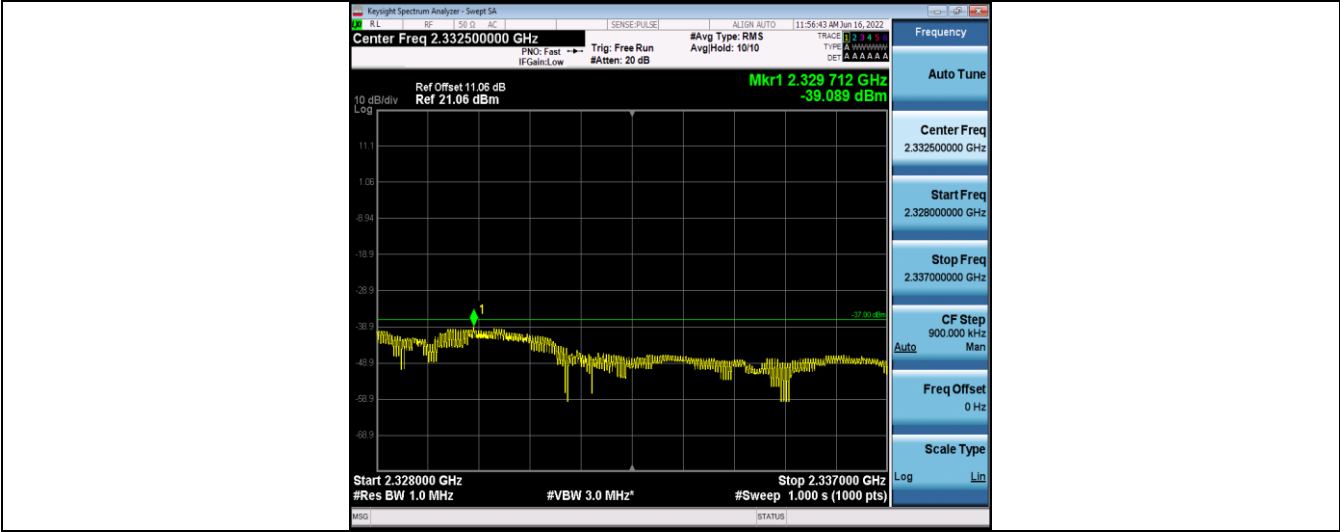 Keysight Spectrum Analyzer - Swept SA
RL RF 50 Ω AC SENSE:PULSE ALIGN AUTO 11:56:43 AM Jun 16, 2022
Center Freq 2.332500000 GHz
PNO: Fast
IFGain:Low
Trig: Free Run
#Atten: 20 dB
#Avg Type: RMS
Avg|Hold: 10/10
TRACE 1 2 3 4 5 6
TYPE A WWWWW
DET A A A A A A
Mkr1 2.329 712 GHz
-39.089 dBm
Ref Offset 11.06 dB
10 dB/div Ref 21.06 dBm
Log
11.1
1.06
-8.94
-18.9
-28.9
-38.9
-48.9
-58.9
-68.9
1
-37.00 dBm
Start 2.328000 GHz Stop 2.337000 GHz
#Res BW 1.0 MHz #VBW 3.0 MHz* #Sweep 1.000 s (1000 pts)
MSG STATUS
Frequency
Auto Tune
Center Freq
2.332500000 GHz
Start Freq
2.328000000 GHz
Stop Freq
2.337000000 GHz
CF Step
900.000 kHz
Auto Man
Freq Offset
0 Hz
Scale Type
Log Lin